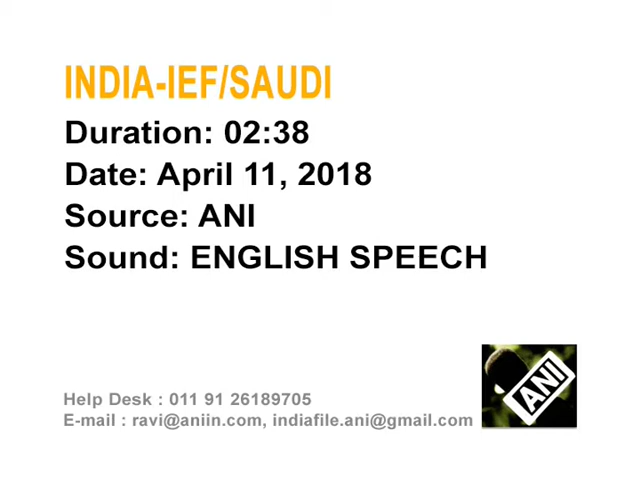 INDIA-IEF/SAUDI
Duration: 02:38
Date: April 11, 2018
Source: ANI
Sound: ENGLISH SPEECH
ANI
Help Desk : 011 91 26189705
E-mail : ravi@aniin.com, indiafile.ani@gmail.com